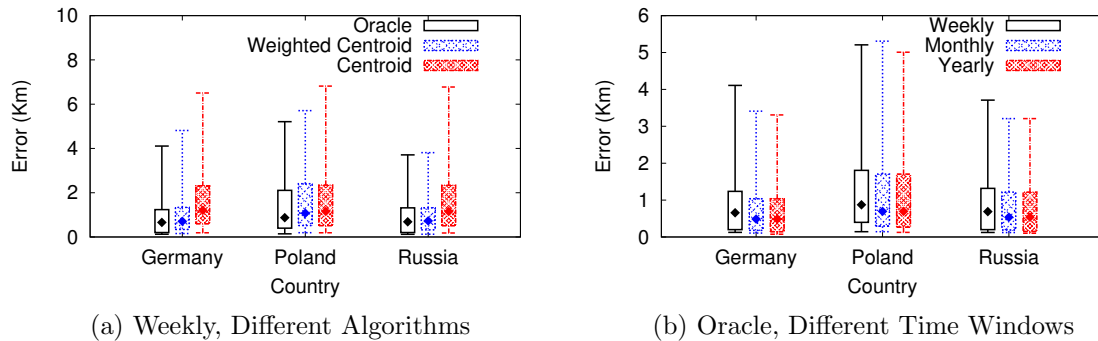 Oracle
Weighted Centroid
Centroid
10
8
6
4
2
0
Error (Km)
Germany
Poland
Russia
Country
(a) Weekly, Different Algorithms
Weekly
Monthly
Yearly
6
5
4
3
2
1
0
Error (Km)
Germany
Poland
Russia
Country
(b) Oracle, Different Time Windows